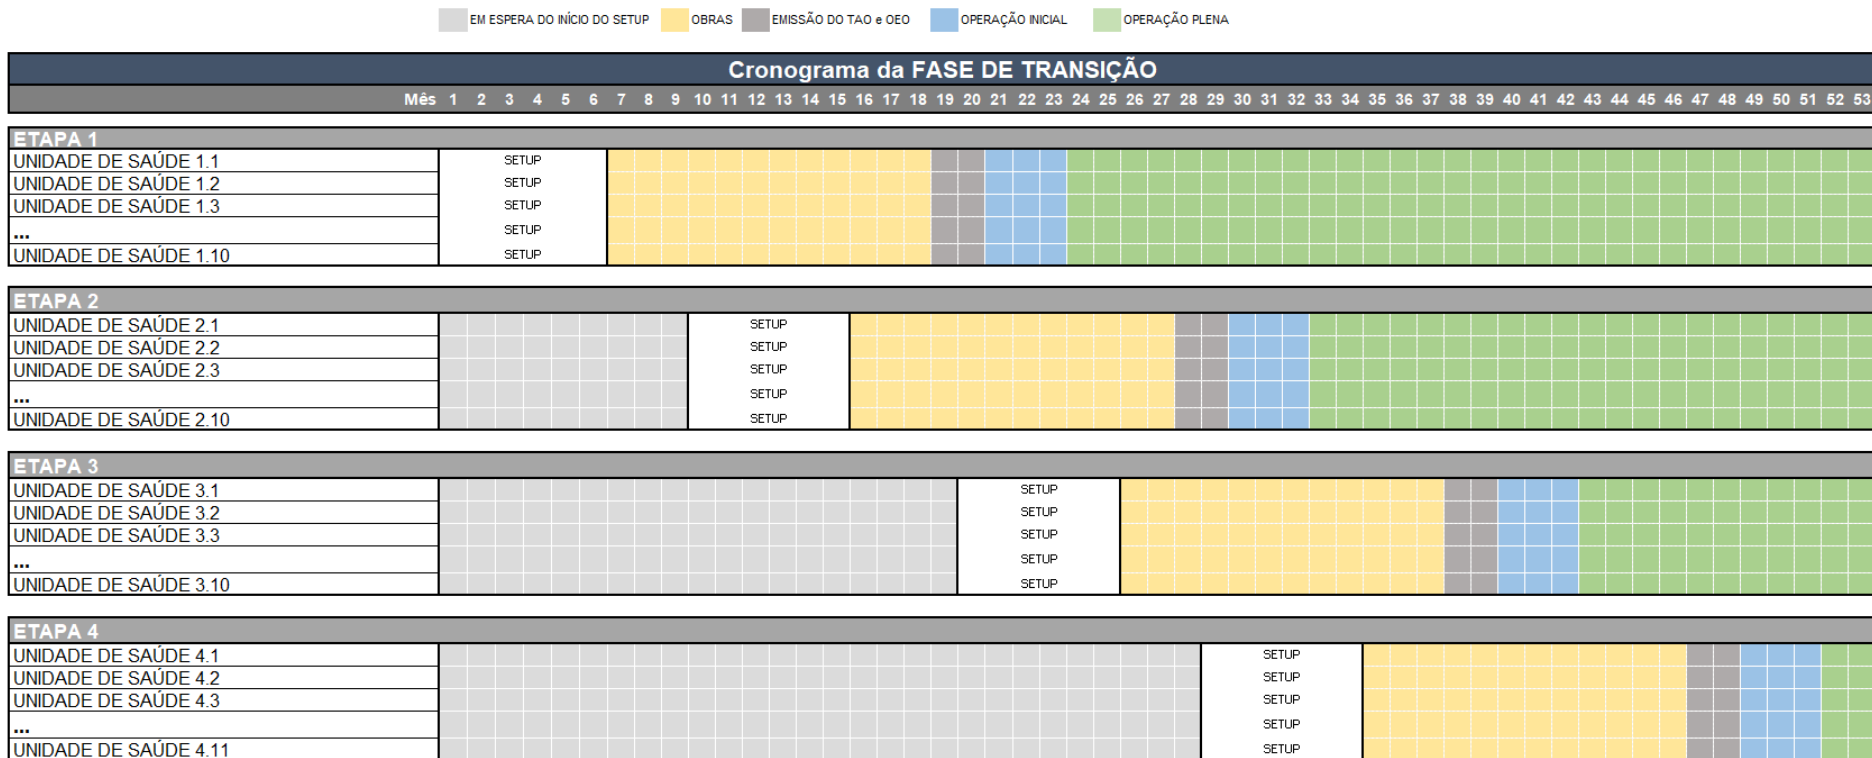 EM ESPERA DO INÍCIO DO SETUP OBRAS EMISSÃO DO TAO e OEO OPERAÇÃO INICIAL OPERAÇÃO PLENA
Cronograma da FASE DE TRANSIÇÃO
Mês 1 2 3 4 5 6 7 8 9 10 11 12 13 14 15 16 17 18 19 20 21 22 23 24 25 26 27 28 29 30 31 32 33 34 35 36 37 38 39 40 41 42 43 44 45 46 47 48 49 50 51 52 53
ETAPA 1
UNIDADE DE SAÚDE 1.1 SETUP
UNIDADE DE SAÚDE 1.2 SETUP
UNIDADE DE SAÚDE 1.3 SETUP
... SETUP
UNIDADE DE SAÚDE 1.10 SETUP
ETAPA 2
UNIDADE DE SAÚDE 2.1 SETUP
UNIDADE DE SAÚDE 2.2 SETUP
UNIDADE DE SAÚDE 2.3 SETUP
... SETUP
UNIDADE DE SAÚDE 2.10 SETUP
ETAPA 3
UNIDADE DE SAÚDE 3.1 SETUP
UNIDADE DE SAÚDE 3.2 SETUP
UNIDADE DE SAÚDE 3.3 SETUP
... SETUP
UNIDADE DE SAÚDE 3.10 SETUP
ETAPA 4
UNIDADE DE SAÚDE 4.1 SETUP
UNIDADE DE SAÚDE 4.2 SETUP
UNIDADE DE SAÚDE 4.3 SETUP
... SETUP
UNIDADE DE SAÚDE 4.11 SETUP